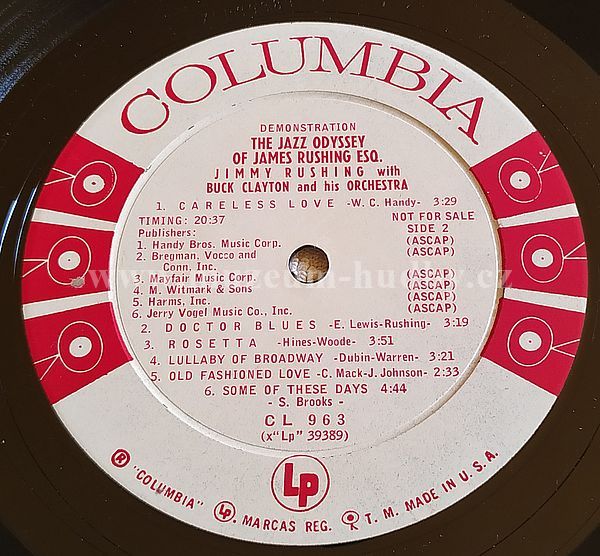 COLUMBIA
DEMONSTRATION
THE JAZZ ODYSSEY
OF JAMES RUSHING ESQ.
JIMMY RUSHING with
BUCK CLAYTON and his ORCHESTRA
1. CARELESS LOVE -W. C. Handy- 3:29
TIMING: 20:37 NOT FOR SALE
Publishers: SIDE 2
1. Handy Bros. Music Corp. (ASCAP)
2. Bregman, Vocco and (ASCAP)
Conn. Inc.
3. Mayfair Music Corp. (ASCAP)
4. M. Witmark & Sons (ASCAP)
5. Harms, Inc. (ASCAP)
6. Jerry Vogel Music Co., Inc. (ASCAP)
2. DOCTOR BLUES -E. Lewis-Rushing- 3:19
3. ROSETTA -Hines-Woode- 3:51
4. LULLABY OF BROADWAY -Dubin-Warren- 3:21
5. OLD FASHIONED LOVE -C. Mack-J. Johnson- 2:33
6. SOME OF THESE DAYS 4:44
- S. Brooks -
CL 963
(x"Lp" 39389)
Lp
® "COLUMBIA" Lp. MARCAS REG. T. M. MADE IN U. S. A.